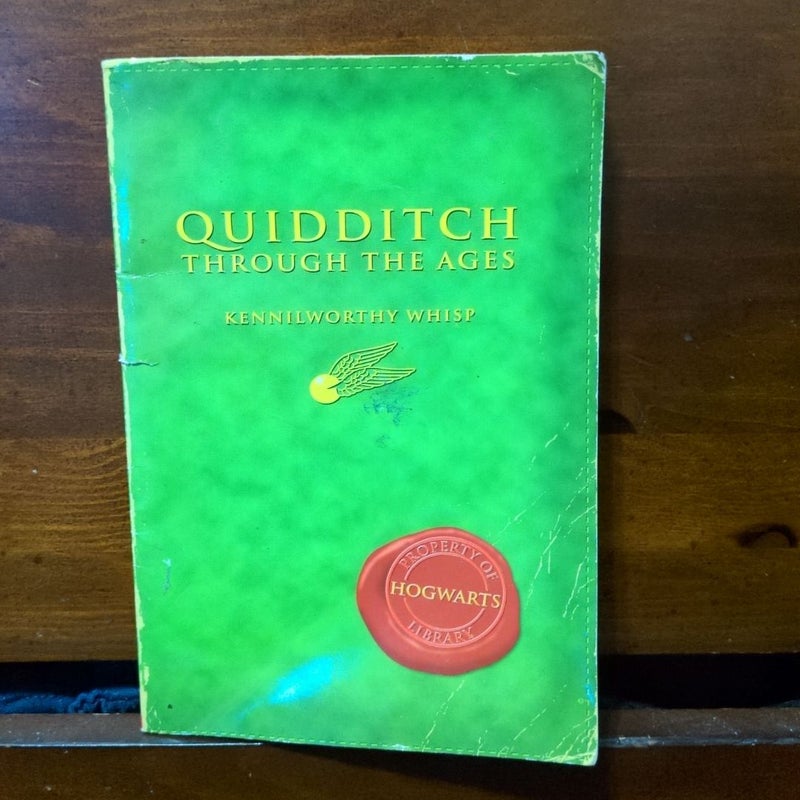 QUIDDITCH
THROUGH THE AGES
KENNILWORTHY WHISP
PROPERTY OF
HOGWARTS
LIBRARY